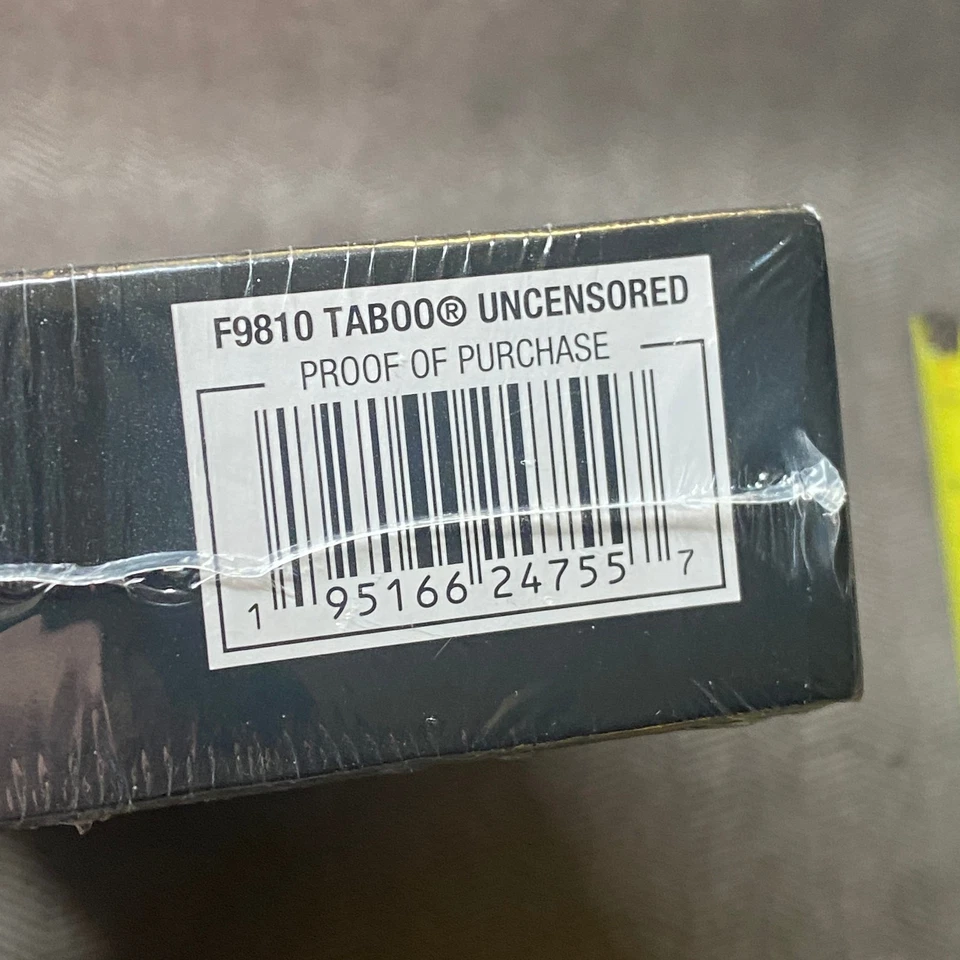 F9810 TABOO® UNCENSORED
PROOF OF PURCHASE
1 95166 24755 7